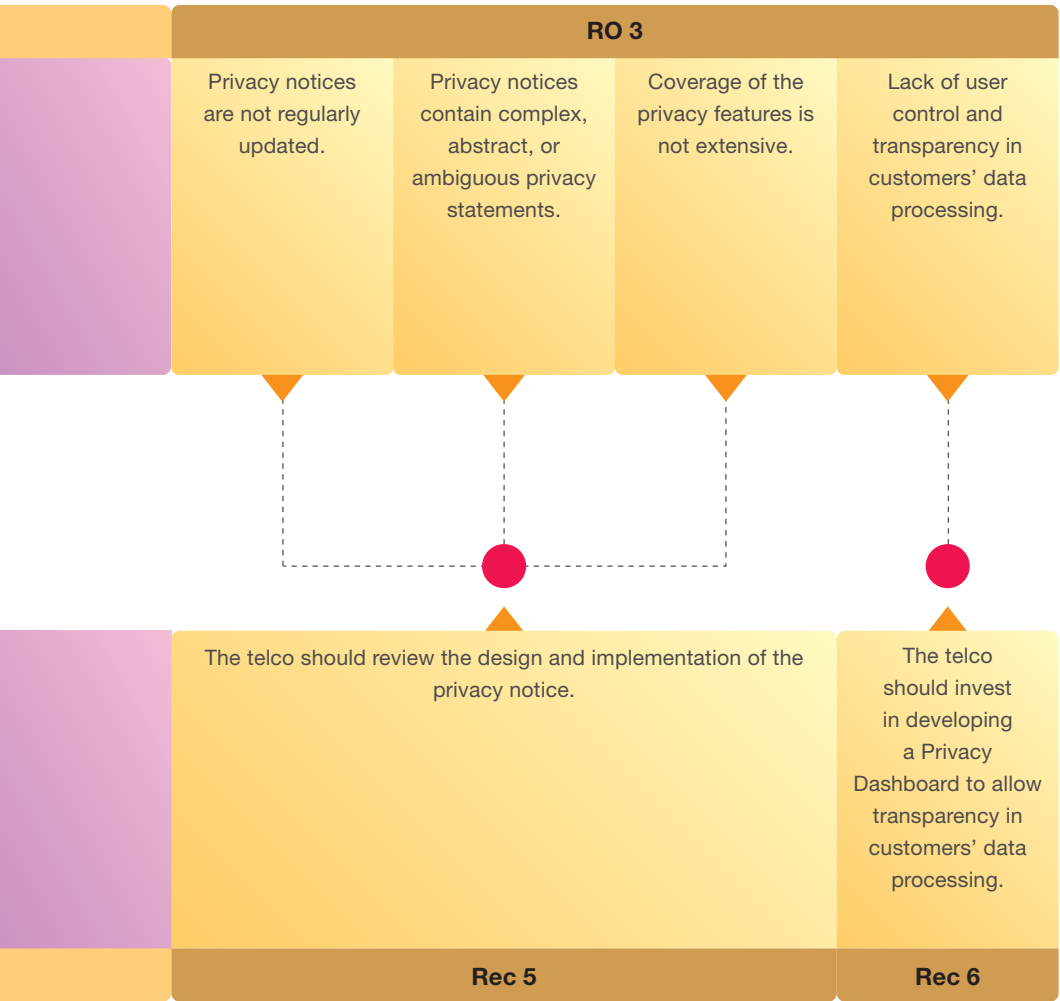 RO 3
Privacy notices
are not regularly
updated.
Privacy notices
contain complex,
abstract, or
ambiguous privacy
statements.
Coverage of the
privacy features is
not extensive.
Lack of user
control and
transparency in
customers’ data
processing.
The telco should review the design and implementation of the
privacy notice.
The telco
should invest
in developing
a Privacy
Dashboard to allow
transparency in
customers’ data
processing.
Rec 5
Rec 6